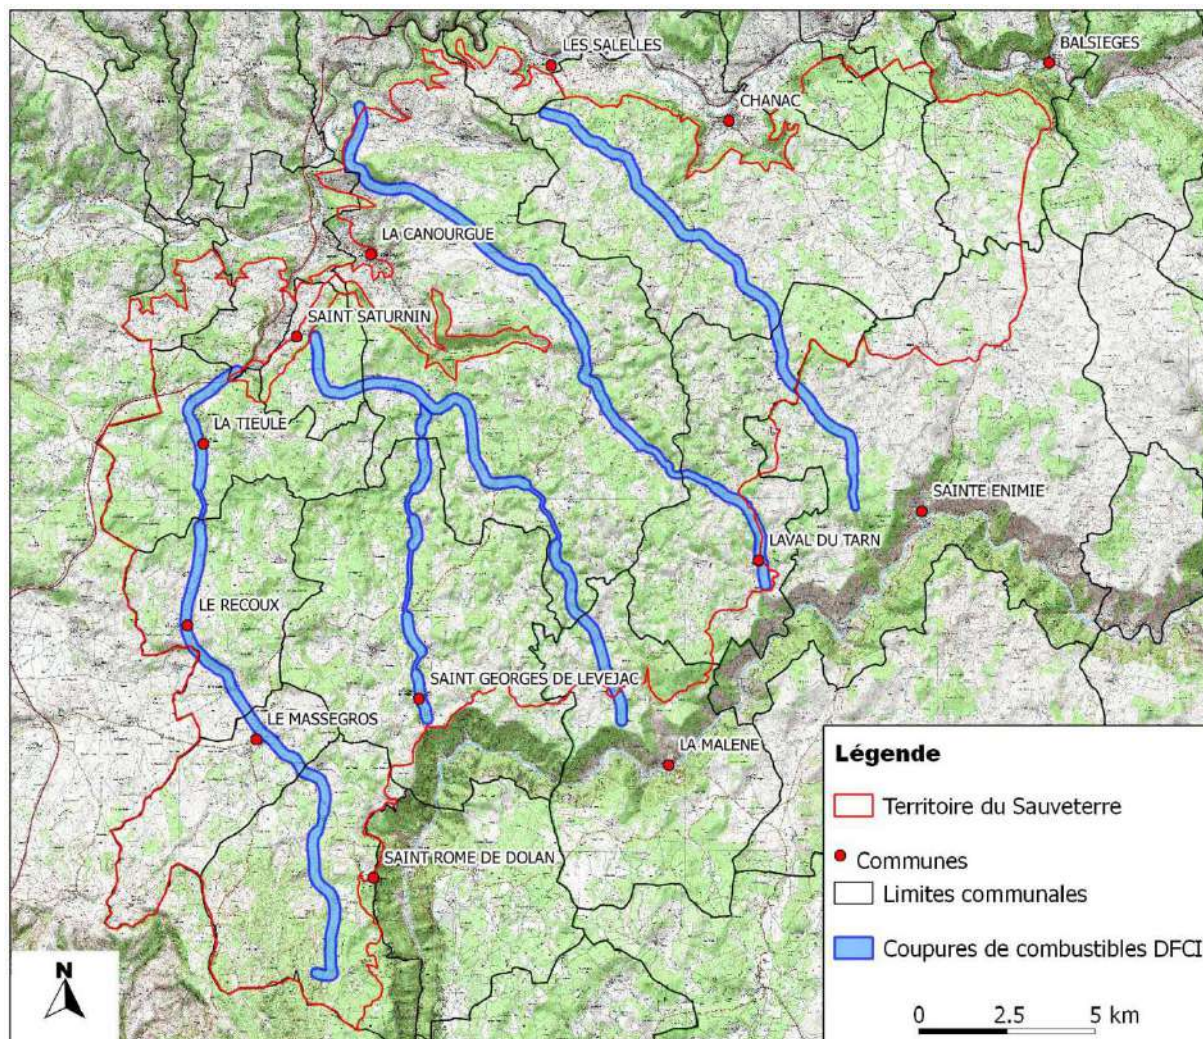 LES SALELLES
BALSIEGES
CHANAC
LA CANOURGUE
SAINT SATURNIN
LA TIEULE
SAINTE ENIMIE
LAVAL DU TARN
LE RECOUX
SAINT GEORGES DE LEVEJAC
LE MASSEGROS
LA MALENE
SAINT ROME DE DOLAN
Légende
Territoire du Sauveterre
Communes
Limites communales
Coupures de combustibles DFCI
N
0 2.5 5 km